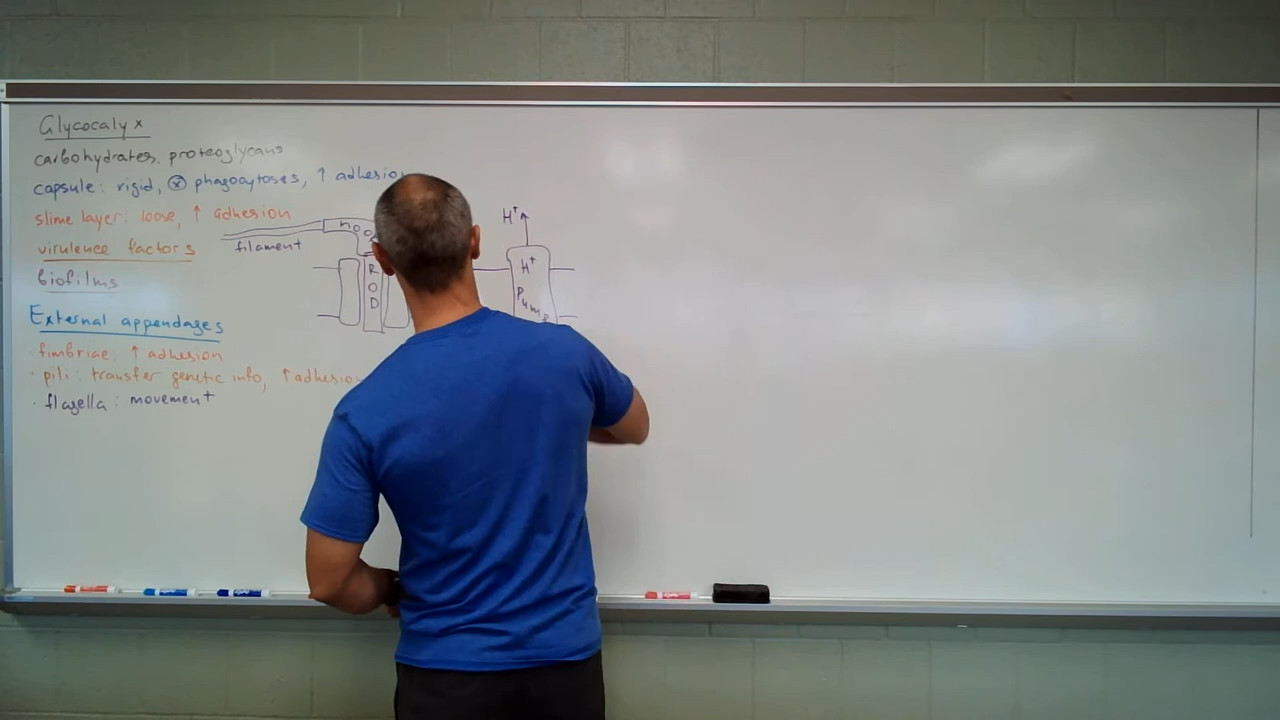 Glycocalyx
carbohydrates, proteoglycans
capsule: rigid, ⊗ phagocytoses, ↑ adhesion
slime layer: loose, ↑ adhesion
virulence factors
biofilms
External appendages
· fimbriae ↑ adhesion
· pili: transfer genetic info, ↑ adhesion
· flagella: movement
filament
ROD
H⁺
H⁺
Pump